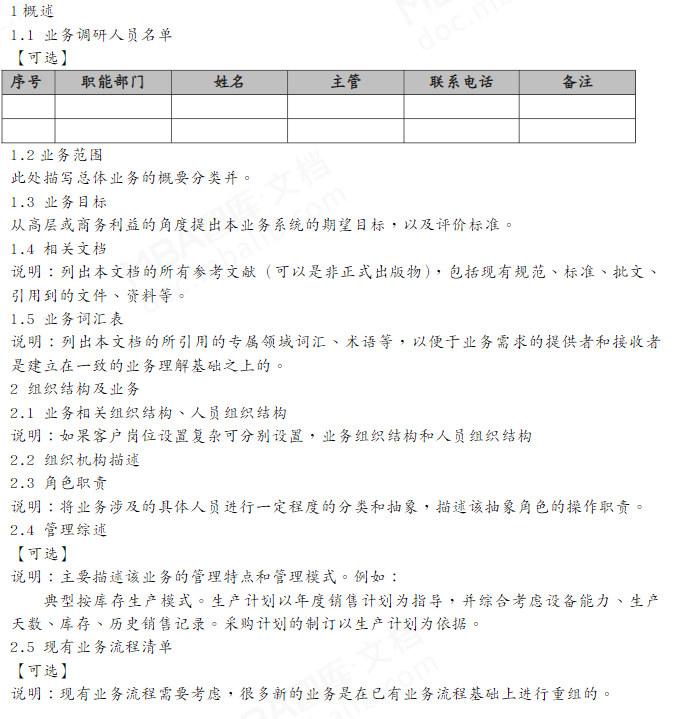 1概述
1.1 业务调研人员名单
【可选】
序号 职能部门 姓名 主管 联系电话 备注
1.2业务范围
此处描写总体业务的概要分类并。
1.3 业务目标
从高层或商务利益的角度提出本业务系统的期望目标，以及评价标准。
1.4 相关文档
说明：列出本文档的所有参考文献（可以是非正式出版物），包括现有规范、标准、批文、
引用到的文件、资料等。
1.5 业务词汇表
说明：列出本文档的所引用的专属领域词汇、术语等，以便于业务需求的提供者和接收者
是建立在一致的业务理解基础之上的。
2 组织结构及业务
2.1 业务相关组织结构、人员组织结构
说明：如果客户岗位设置复杂可分别设置，业务组织结构和人员组织结构
2.2 组织机构描述
2.3 角色职责
说明：将业务涉及的具体人员进行一定程度的分类和抽象，描述该抽象角色的操作职责。
2.4 管理综述
【可选】
说明：主要描述该业务的管理特点和管理模式。例如：
典型按库存生产模式。生产计划以年度销售计划为指导，并综合考虑设备能力、生产
天数、库存、历史销售记录。采购计划的制订以生产计划为依据。
2.5 现有业务流程清单
【可选】
说明：现有业务流程需要考虑，很多新的业务是在已有业务流程基础上进行重组的。